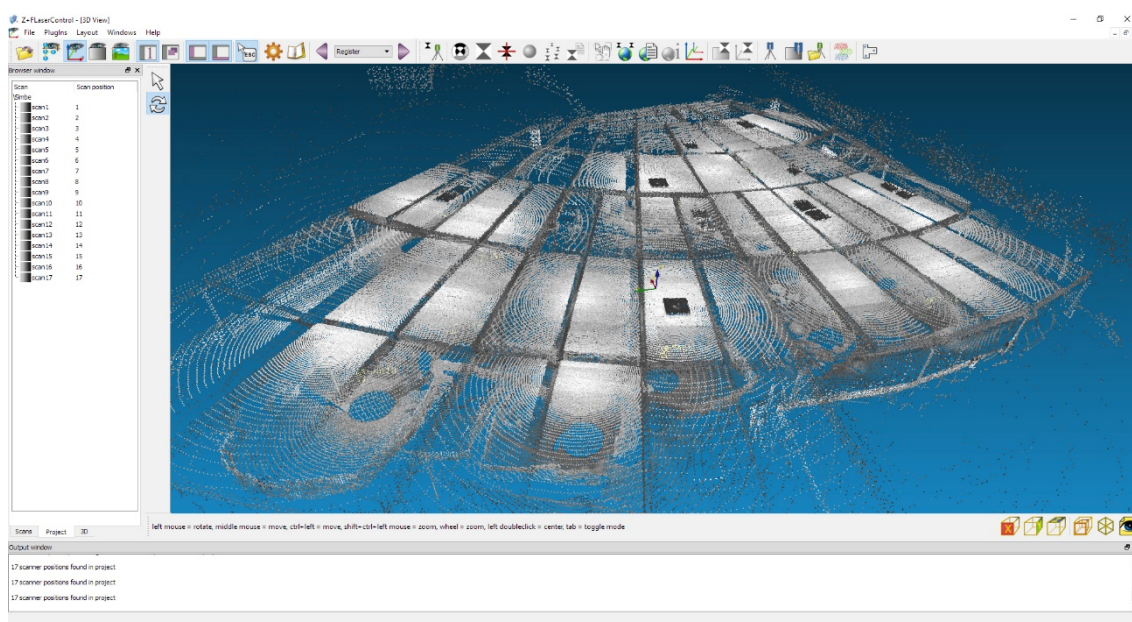 Z+FLaserControl - [3D View]
File PlugIns Layout Windows Help
ESC
Register
Browser window
Scan Scan position
\Simbe
scan1 1
scan2 2
scan3 3
scan4 4
scan5 5
scan6 6
scan7 7
scan8 8
scan9 9
scan10 10
scan11 11
scan12 12
scan13 13
scan14 14
scan15 15
scan16 16
scan17 17
Scans Project 3D
left mouse = rotate, middle mouse = move, ctrl+left = move, shift+ctrl+left mouse = zoom, wheel = zoom, left doubleclick = center, tab = toggle mode
Output window
17 scanner positions found in project
17 scanner positions found in project
17 scanner positions found in project